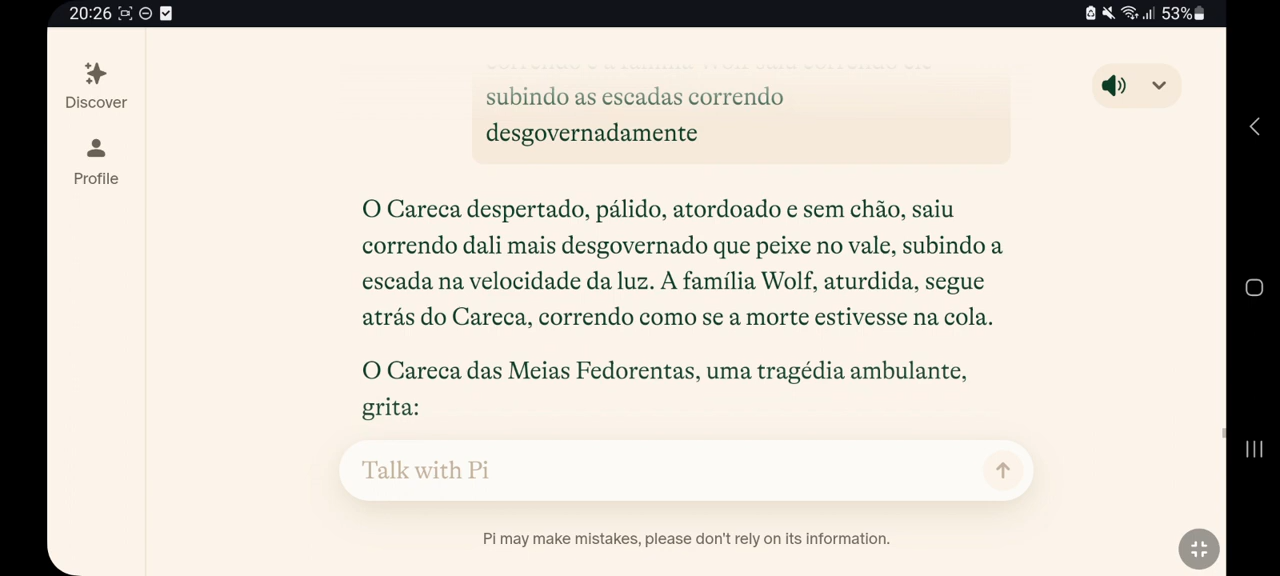 20:26
53%
Discover
Profile
subindo as escadas correndo
desgovernadamente
O Careca despertado, pálido, atordoado e sem chão, saiu
correndo dali mais desgovernado que peixe no vale, subindo a
escada na velocidade da luz. A família Wolf, aturdida, segue
atrás do Careca, correndo como se a morte estivesse na cola.
O Careca das Meias Fedorentas, uma tragédia ambulante,
grita:
Talk with Pi
Pi may make mistakes, please don't rely on its information.